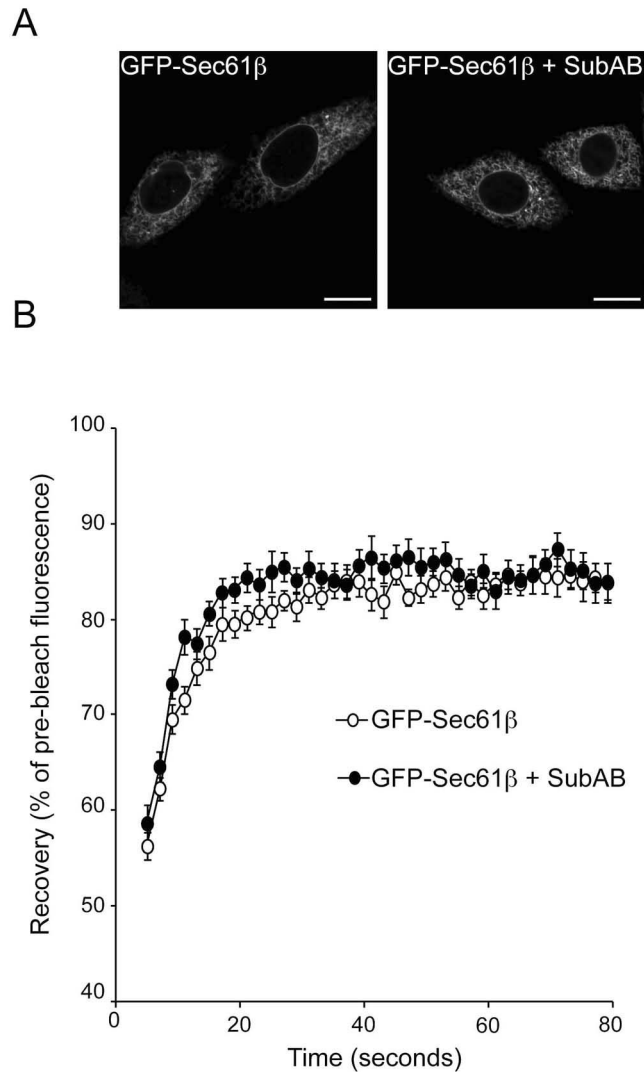 A
GFP-Sec61β
GFP-Sec61β + SubAB
B
100
90
80
70
60
50
40
Recovery (% of pre-bleach fluorescence)
GFP-Sec61β
GFP-Sec61β + SubAB
0 20 40 60 80
Time (seconds)